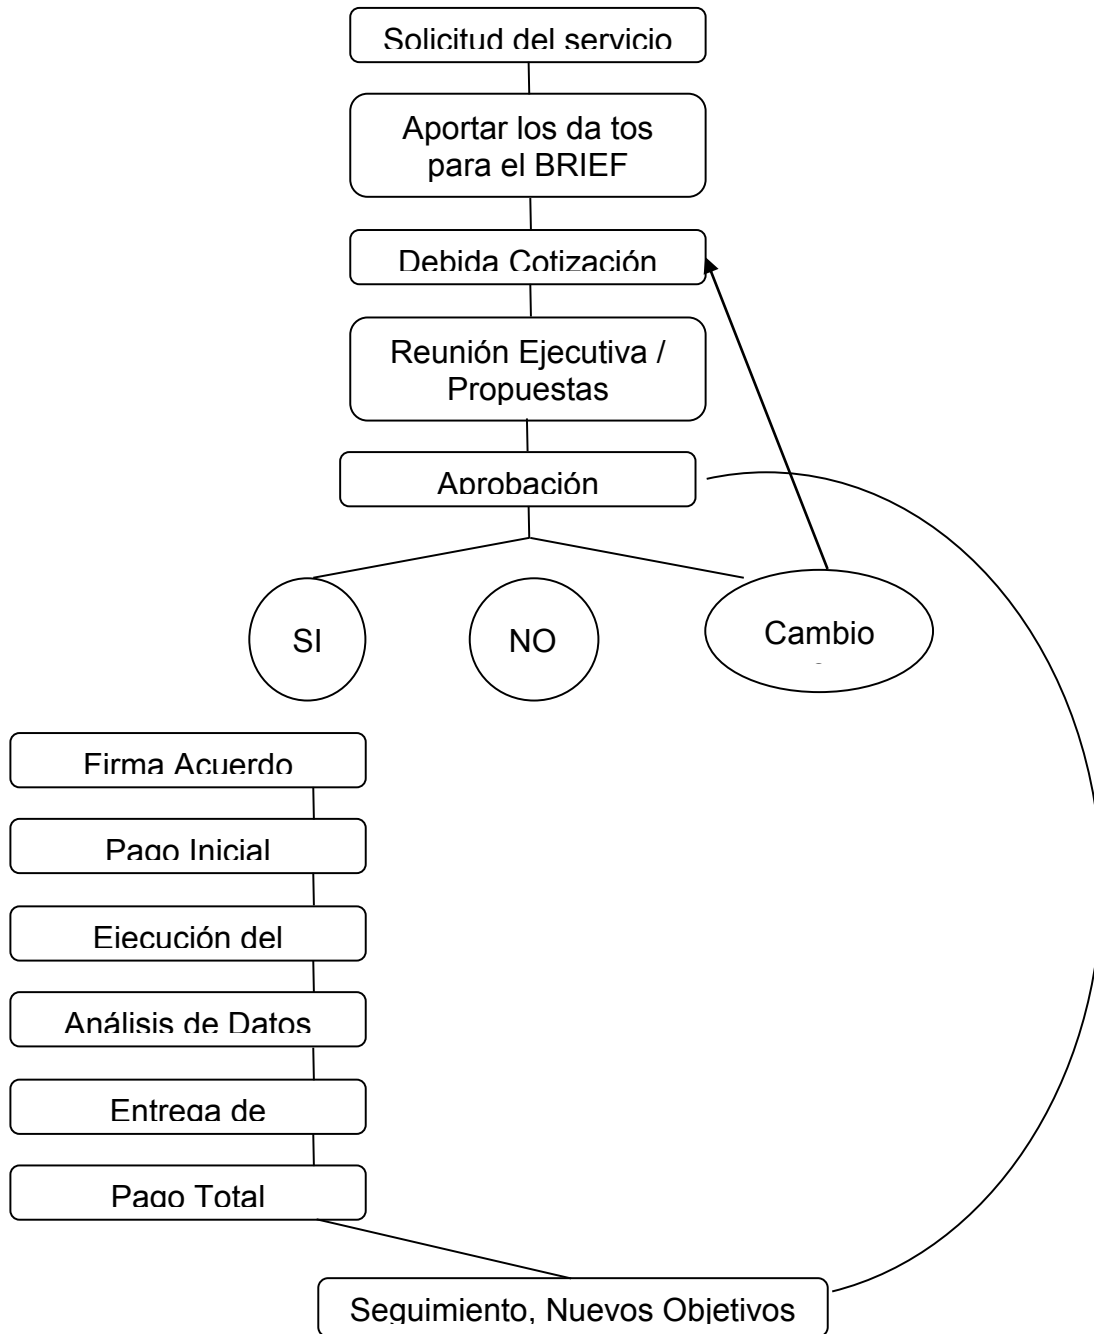 Solicitud del servicio
Aportar los da tos
para el BRIEF
Debida Cotización
Reunión Ejecutiva /
Propuestas
Aprobación
SI
NO
Cambio
Firma Acuerdo
Pago Inicial
Ejecución del
Análisis de Datos
Entrega de
Pago Total
Seguimiento, Nuevos Objetivos